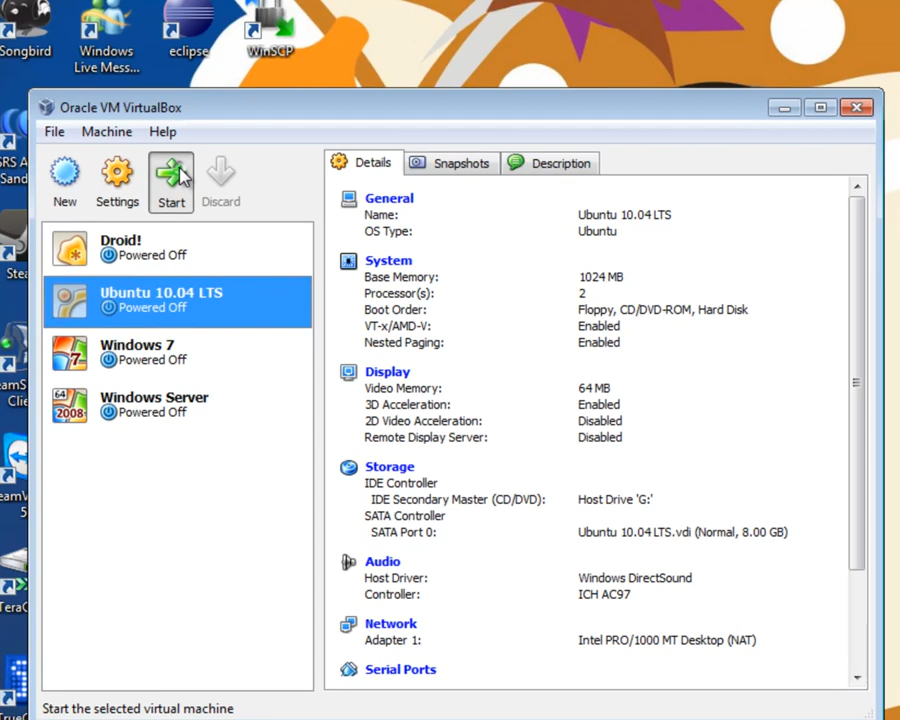 Songbird
Windows
Live Mess...
eclipse
WinSCP
Oracle VM VirtualBox
File Machine Help
New Settings Start Discard
Details Snapshots Description
Droid!
Powered Off
Ubuntu 10.04 LTS
Powered Off
Windows 7
Powered Off
64
2008
Windows Server
Powered Off
General
Name: Ubuntu 10.04 LTS
OS Type: Ubuntu
System
Base Memory: 1024 MB
Processor(s): 2
Boot Order: Floppy, CD/DVD-ROM, Hard Disk
VT-x/AMD-V: Enabled
Nested Paging: Enabled
Display
Video Memory: 64 MB
3D Acceleration: Enabled
2D Video Acceleration: Disabled
Remote Display Server: Disabled
Storage
IDE Controller
IDE Secondary Master (CD/DVD): Host Drive 'G:'
SATA Controller
SATA Port 0: Ubuntu 10.04 LTS.vdi (Normal, 8.00 GB)
Audio
Host Driver: Windows DirectSound
Controller: ICH AC97
Network
Adapter 1: Intel PRO/1000 MT Desktop (NAT)
Serial Ports
Start the selected virtual machine